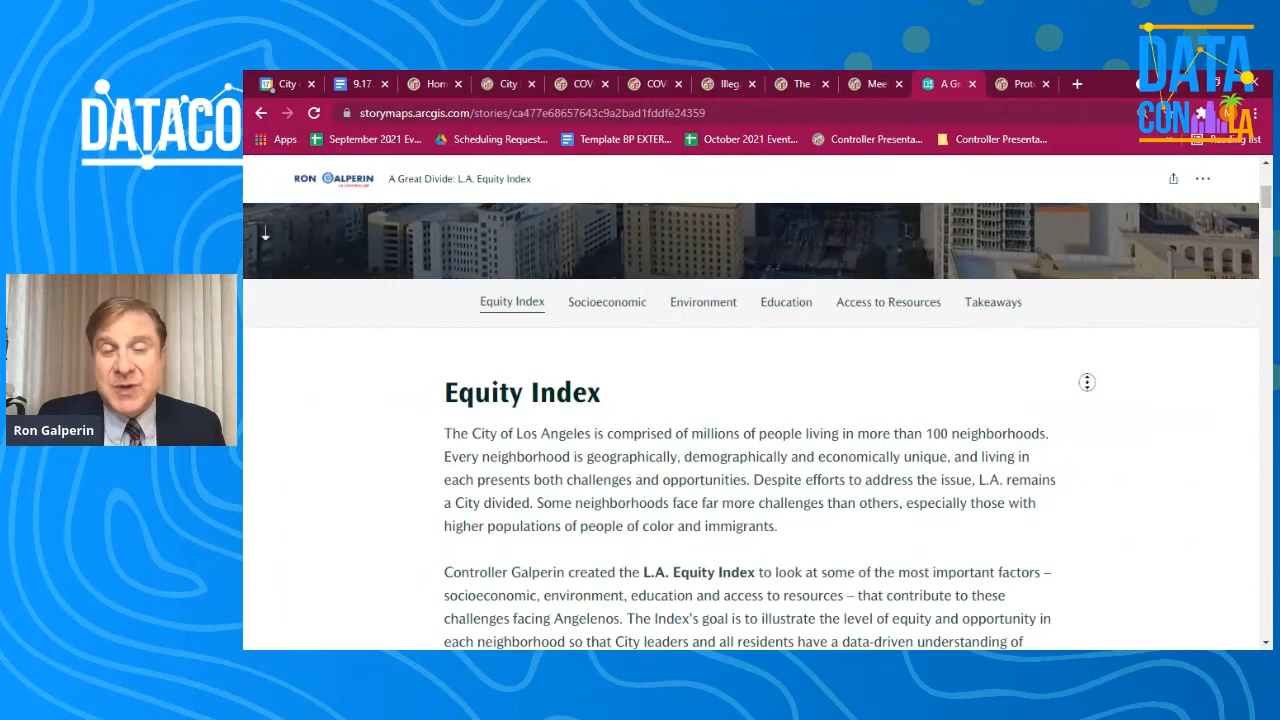 DATACO
DATA
CON
LA
City
9.17
Hom
City
COV
COV
Illeg
The
Mee
A Gr
Prote
storymaps.arcgis.com/stories/ca477e68657643c9a2bad1fddfe24359
Apps
September 2021 Ev...
Scheduling Request...
Template BP EXTER...
October 2021 Event...
Controller Presenta...
Controller Presenta...
RON GALPERIN
LA CONTROLLER
A Great Divide: L.A. Equity Index
Equity Index Socioeconomic Environment Education Access to Resources Takeaways
Equity Index
The City of Los Angeles is comprised of millions of people living in more than 100 neighborhoods.
Every neighborhood is geographically, demographically and economically unique, and living in
each presents both challenges and opportunities. Despite efforts to address the issue, L.A. remains
a City divided. Some neighborhoods face far more challenges than others, especially those with
higher populations of people of color and immigrants.
Controller Galperin created the L.A. Equity Index to look at some of the most important factors –
socioeconomic, environment, education and access to resources – that contribute to these
challenges facing Angelenos. The Index's goal is to illustrate the level of equity and opportunity in
each neighborhood so that City leaders and all residents have a data-driven understanding of
Ron Galperin